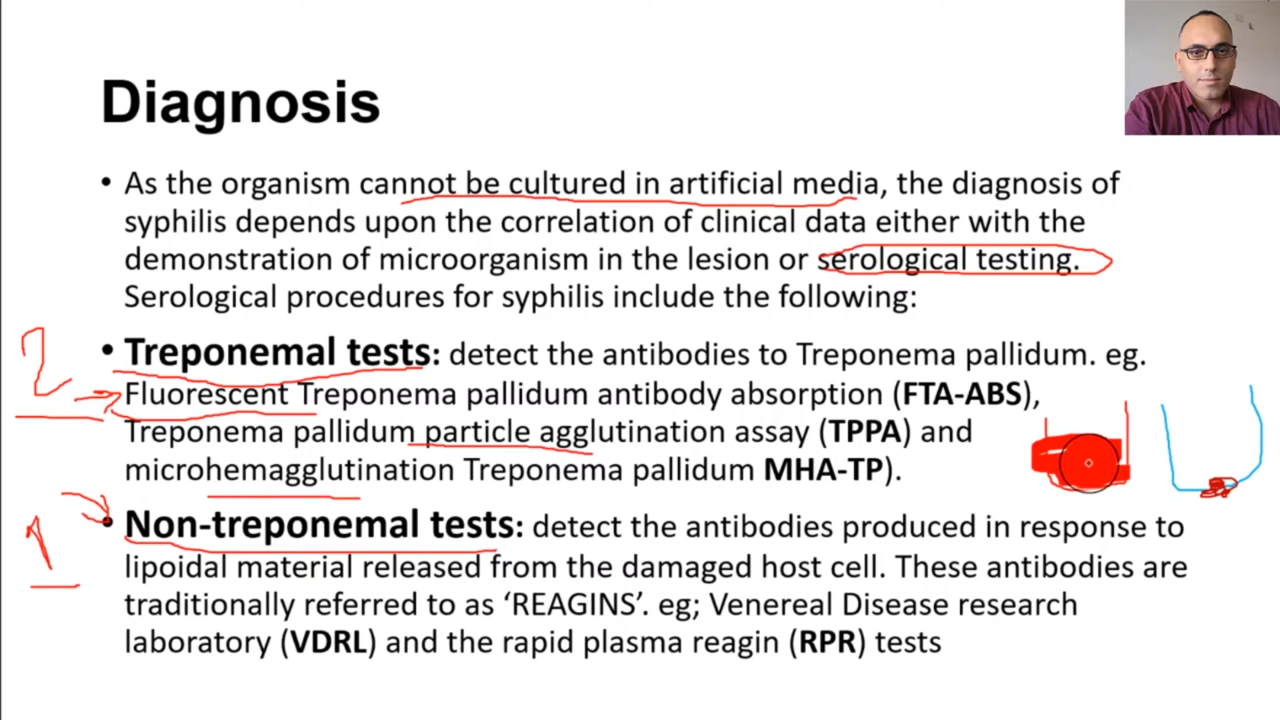 Diagnosis
• As the organism cannot be cultured in artificial media, the diagnosis of
syphilis depends upon the correlation of clinical data either with the
demonstration of microorganism in the lesion or serological testing.
Serological procedures for syphilis include the following:
• Treponemal tests: detect the antibodies to Treponema pallidum. eg.
2
Fluorescent Treponema pallidum antibody absorption (FTA-ABS),
Treponema pallidum particle agglutination assay (TPPA) and
microhemagglutination Treponema pallidum MHA-TP).
• Non-treponemal tests: detect the antibodies produced in response to
1
lipoidal material released from the damaged host cell. These antibodies are
traditionally referred to as ‘REAGINS’. eg; Venereal Disease research
laboratory (VDRL) and the rapid plasma reagin (RPR) tests